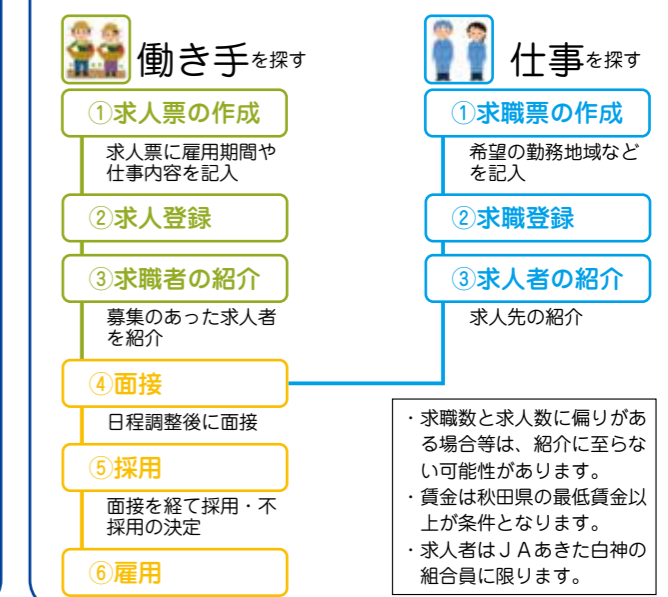 働き手を探す
①求人票の作成
求人票に雇用期間や
仕事内容を記入
②求人登録
③求職者の紹介
募集のあった求人者
を紹介
④面接
日程調整後に面接
⑤採用
面接を経て採用・不
採用の決定
⑥雇用
仕事を探す
①求職票の作成
希望の勤務地域など
を記入
②求職登録
③求人者の紹介
求人先の紹介
・求職数と求人数に偏りがあ
る場合等は、紹介に至らな
い可能性があります。
・賃金は秋田県の最低賃金以
上が条件となります。
・求人者はＪＡあきた白神の
組合員に限ります。